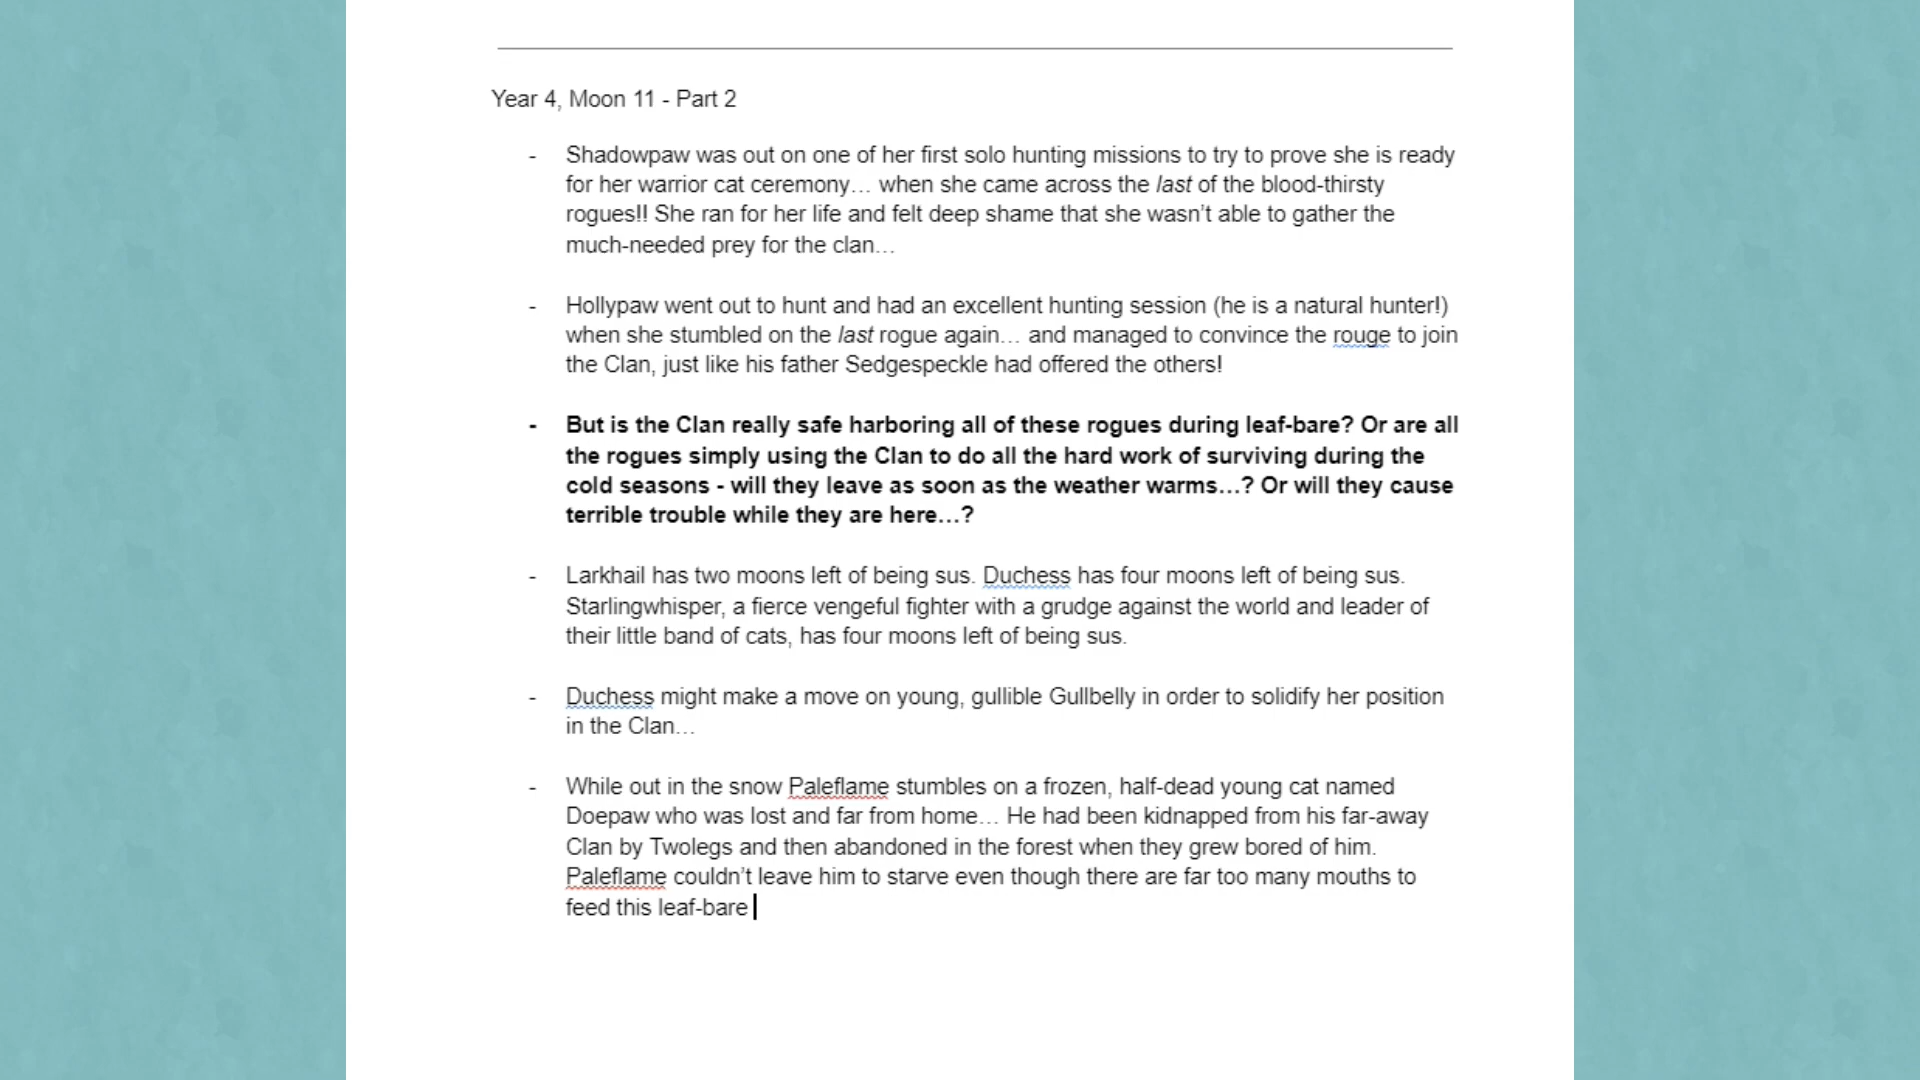 Year 4, Moon 11 - Part 2
- Shadowpaw was out on one of her first solo hunting missions to try to prove she is ready
for her warrior cat ceremony… when she came across the last of the blood-thirsty
rogues!! She ran for her life and felt deep shame that she wasn’t able to gather the
much-needed prey for the clan…
- Hollypaw went out to hunt and had an excellent hunting session (he is a natural hunter!)
when she stumbled on the last rogue again… and managed to convince the rouge to join
the Clan, just like his father Sedgespeckle had offered the others!
- But is the Clan really safe harboring all of these rogues during leaf-bare? Or are all
the rogues simply using the Clan to do all the hard work of surviving during the
cold seasons - will they leave as soon as the weather warms…? Or will they cause
terrible trouble while they are here…?
- Larkhail has two moons left of being sus. Duchess has four moons left of being sus.
Starlingwhisper, a fierce vengeful fighter with a grudge against the world and leader of
their little band of cats, has four moons left of being sus.
- Duchess might make a move on young, gullible Gullbelly in order to solidify her position
in the Clan…
- While out in the snow Paleflame stumbles on a frozen, half-dead young cat named
Doepaw who was lost and far from home… He had been kidnapped from his far-away
Clan by Twolegs and then abandoned in the forest when they grew bored of him.
Paleflame couldn’t leave him to starve even though there are far too many mouths to
feed this leaf-bare